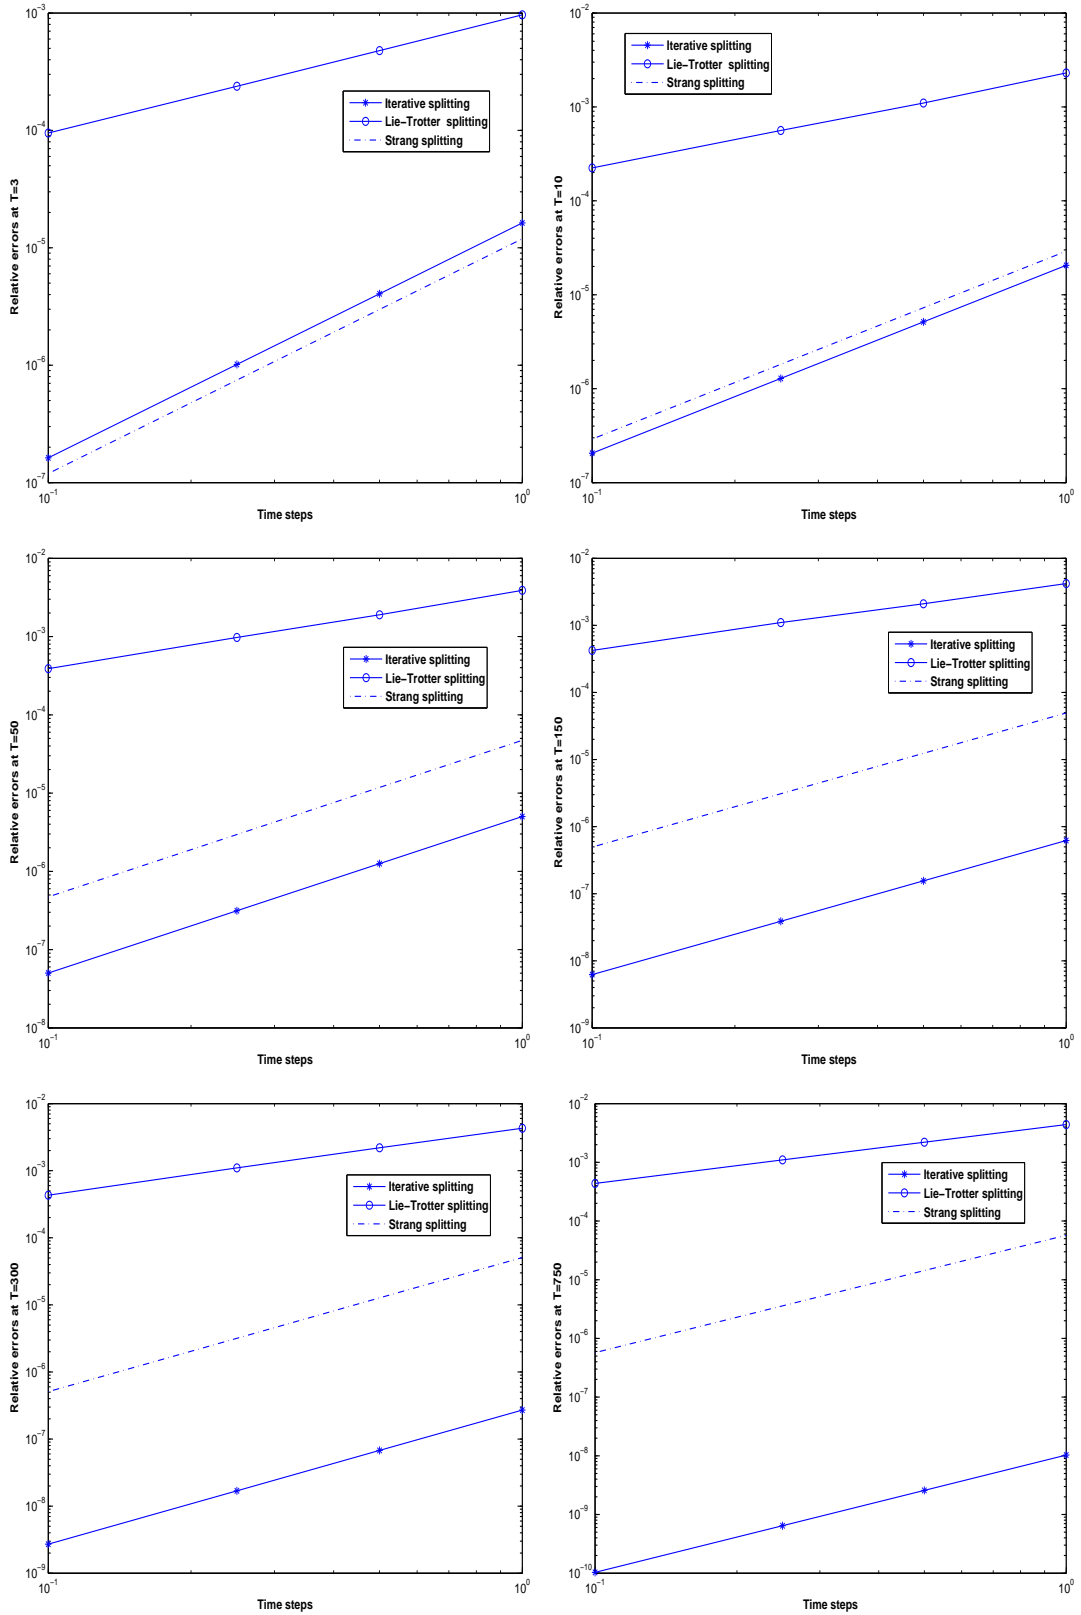 10^−3
10^−4
10^−5
10^−6
10^−7
10^−1
10^0
Relative errors at T=3
Time steps
Iterative splitting
Lie−Trotter splitting
Strang splitting
10^−2
10^−3
10^−4
10^−5
10^−6
10^−7
10^−1
10^0
Relative errors at T=10
Time steps
Iterative splitting
Lie−Trotter splitting
Strang splitting
10^−2
10^−3
10^−4
10^−5
10^−6
10^−7
10^−8
10^−1
10^0
Relative errors at T=50
Time steps
Iterative splitting
Lie−Trotter splitting
Strang splitting
10^−2
10^−3
10^−4
10^−5
10^−6
10^−7
10^−8
10^−9
10^−1
10^0
Relative errors at T=150
Time steps
Iterative splitting
Lie−Trotter splitting
Strang splitting
10^−2
10^−3
10^−4
10^−5
10^−6
10^−7
10^−8
10^−9
10^−1
10^0
Relative errors at T=300
Time steps
Iterative splitting
Lie−Trotter splitting
Strang splitting
10^−2
10^−3
10^−4
10^−5
10^−6
10^−7
10^−8
10^−9
10^−10
10^−1
10^0
Relative errors at T=750
Time steps
Iterative splitting
Lie−Trotter splitting
Strang splitting